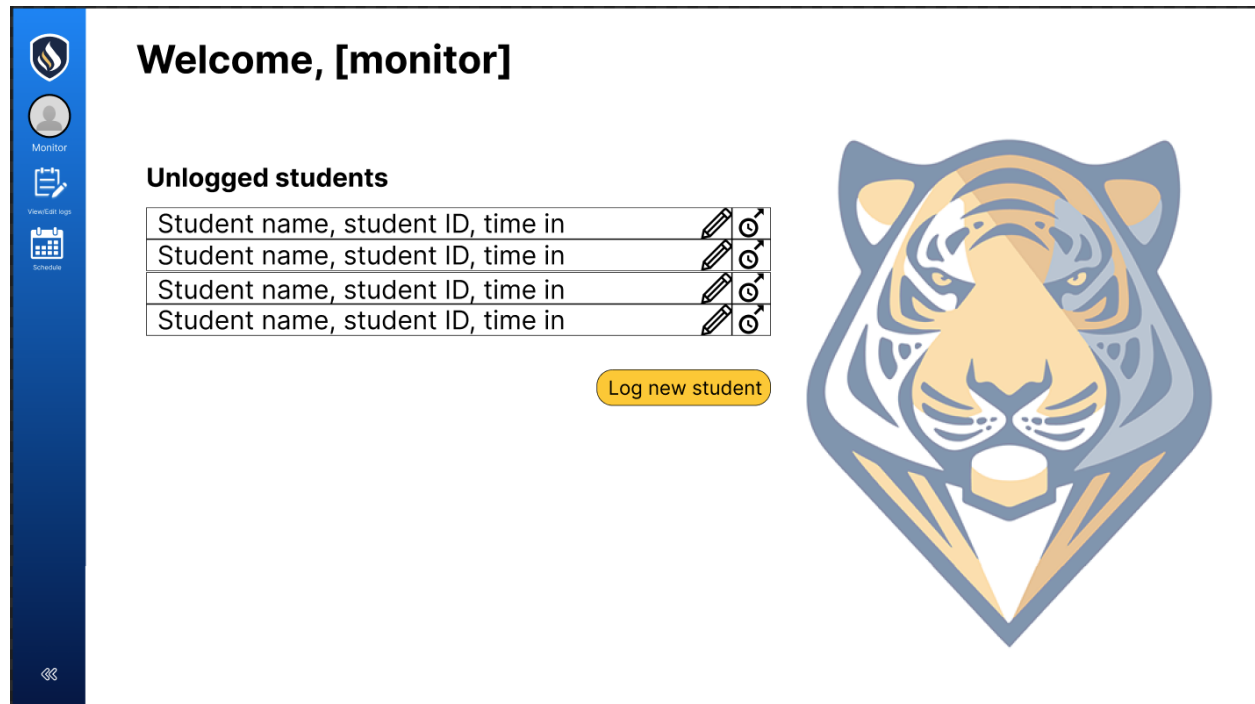 Welcome, [monitor]
Monitor
View/Edit logs
Schedule
Unlogged students
Student name, student ID, time in
Student name, student ID, time in
Student name, student ID, time in
Student name, student ID, time in
Log new student